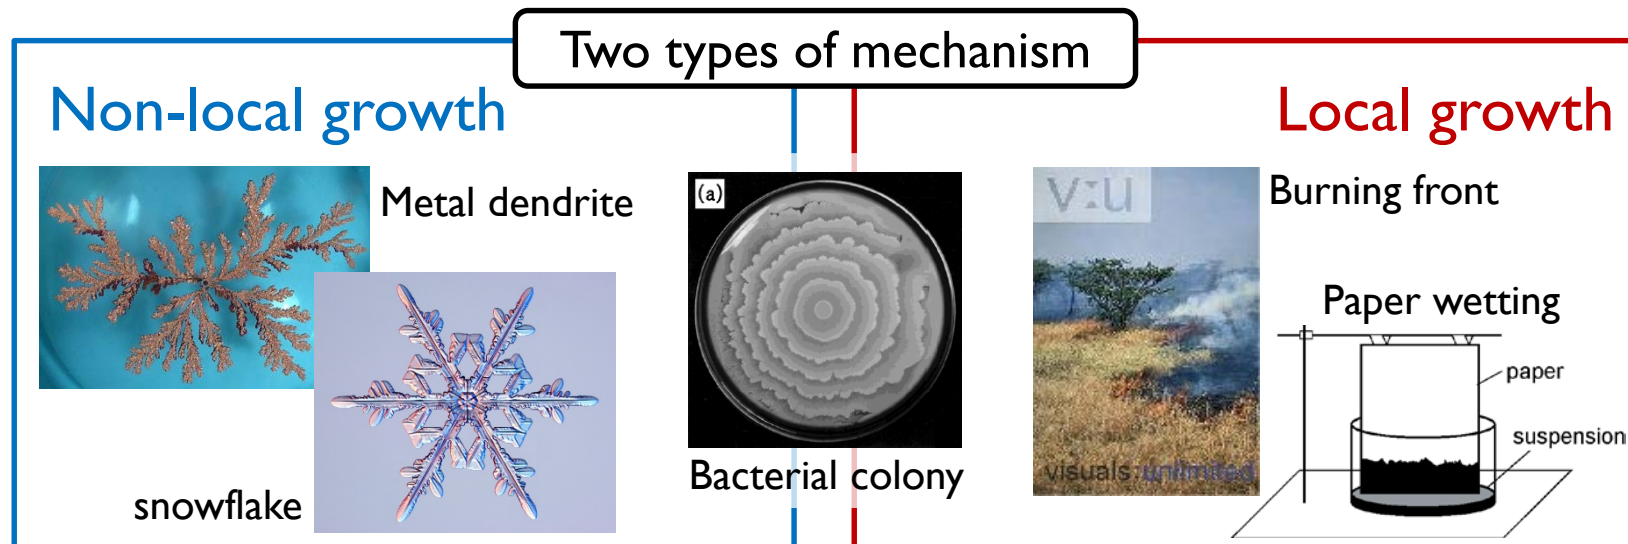 Two types of mechanism
Non-local growth
Local growth
Metal dendrite
snowflake
(a)
Bacterial colony
V:U
Burning front
visuals unlimited
Paper wetting
paper
suspension